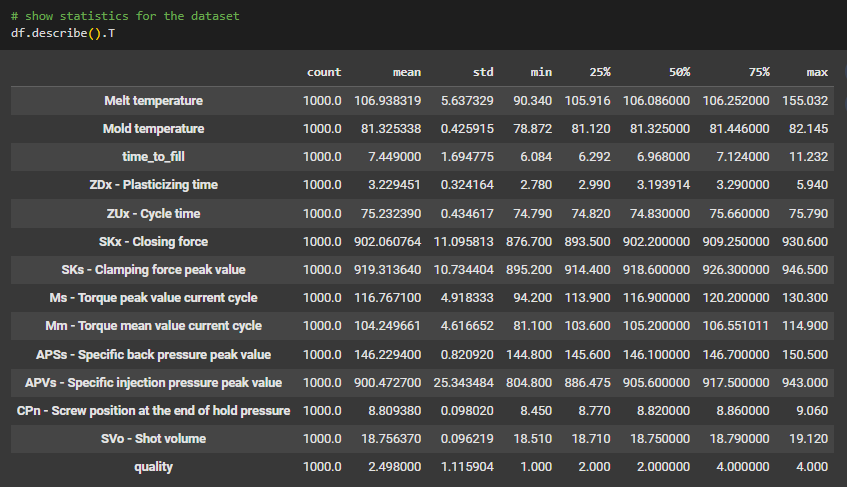 # show statistics for the dataset
df.describe().T
count mean std min 25% 50% 75% max
Melt temperature 1000.0 106.938319 5.637329 90.340 105.916 106.086000 106.252000 155.032
Mold temperature 1000.0 81.325338 0.425915 78.872 81.120 81.325000 81.446000 82.145
time_to_fill 1000.0 7.449000 1.694775 6.084 6.292 6.968000 7.124000 11.232
ZDx - Plasticizing time 1000.0 3.229451 0.324164 2.780 2.990 3.193914 3.290000 5.940
ZUx - Cycle time 1000.0 75.232390 0.434617 74.790 74.820 74.830000 75.660000 75.790
SKx - Closing force 1000.0 902.060764 11.095813 876.700 893.500 902.200000 909.250000 930.600
SKs - Clamping force peak value 1000.0 919.313640 10.734404 895.200 914.400 918.600000 926.300000 946.500
Ms - Torque peak value current cycle 1000.0 116.767100 4.918333 94.200 113.900 116.900000 120.200000 130.300
Mm - Torque mean value current cycle 1000.0 104.249661 4.616652 81.100 103.600 105.200000 106.551011 114.900
APSs - Specific back pressure peak value 1000.0 146.229400 0.820920 144.800 145.600 146.100000 146.700000 150.500
APVs - Specific injection pressure peak value 1000.0 900.472700 25.343484 804.800 886.475 905.600000 917.500000 943.000
CPn - Screw position at the end of hold pressure 1000.0 8.809380 0.098020 8.450 8.770 8.820000 8.860000 9.060
SVo - Shot volume 1000.0 18.756370 0.096219 18.510 18.710 18.750000 18.790000 19.120
quality 1000.0 2.498000 1.115904 1.000 2.000 2.000000 4.000000 4.000